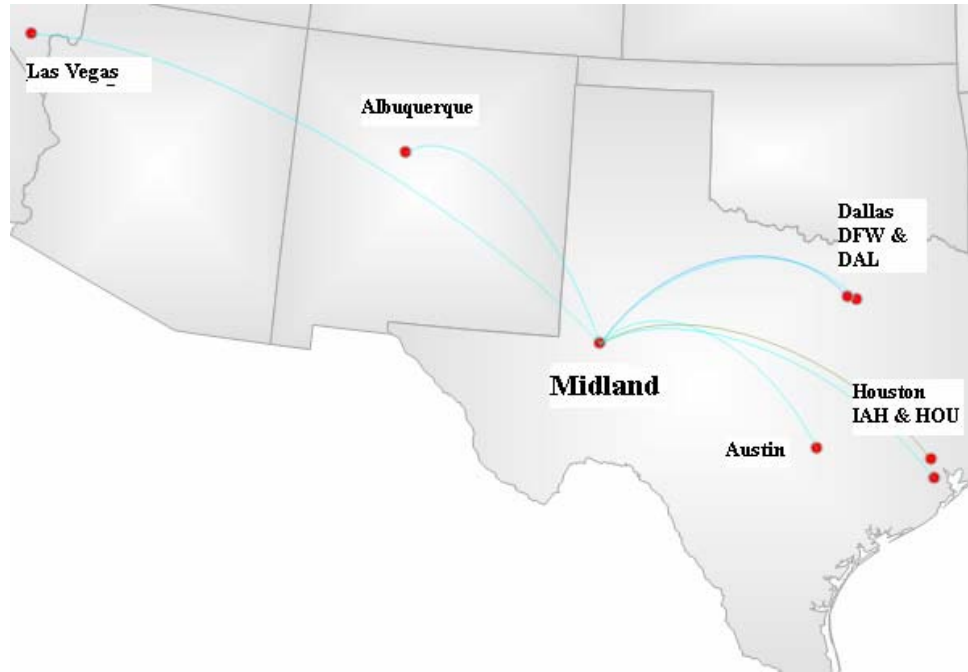 Las Vegas
Albuquerque
Dallas
DFW &
DAL
Midland
Houston
IAH & HOU
Austin